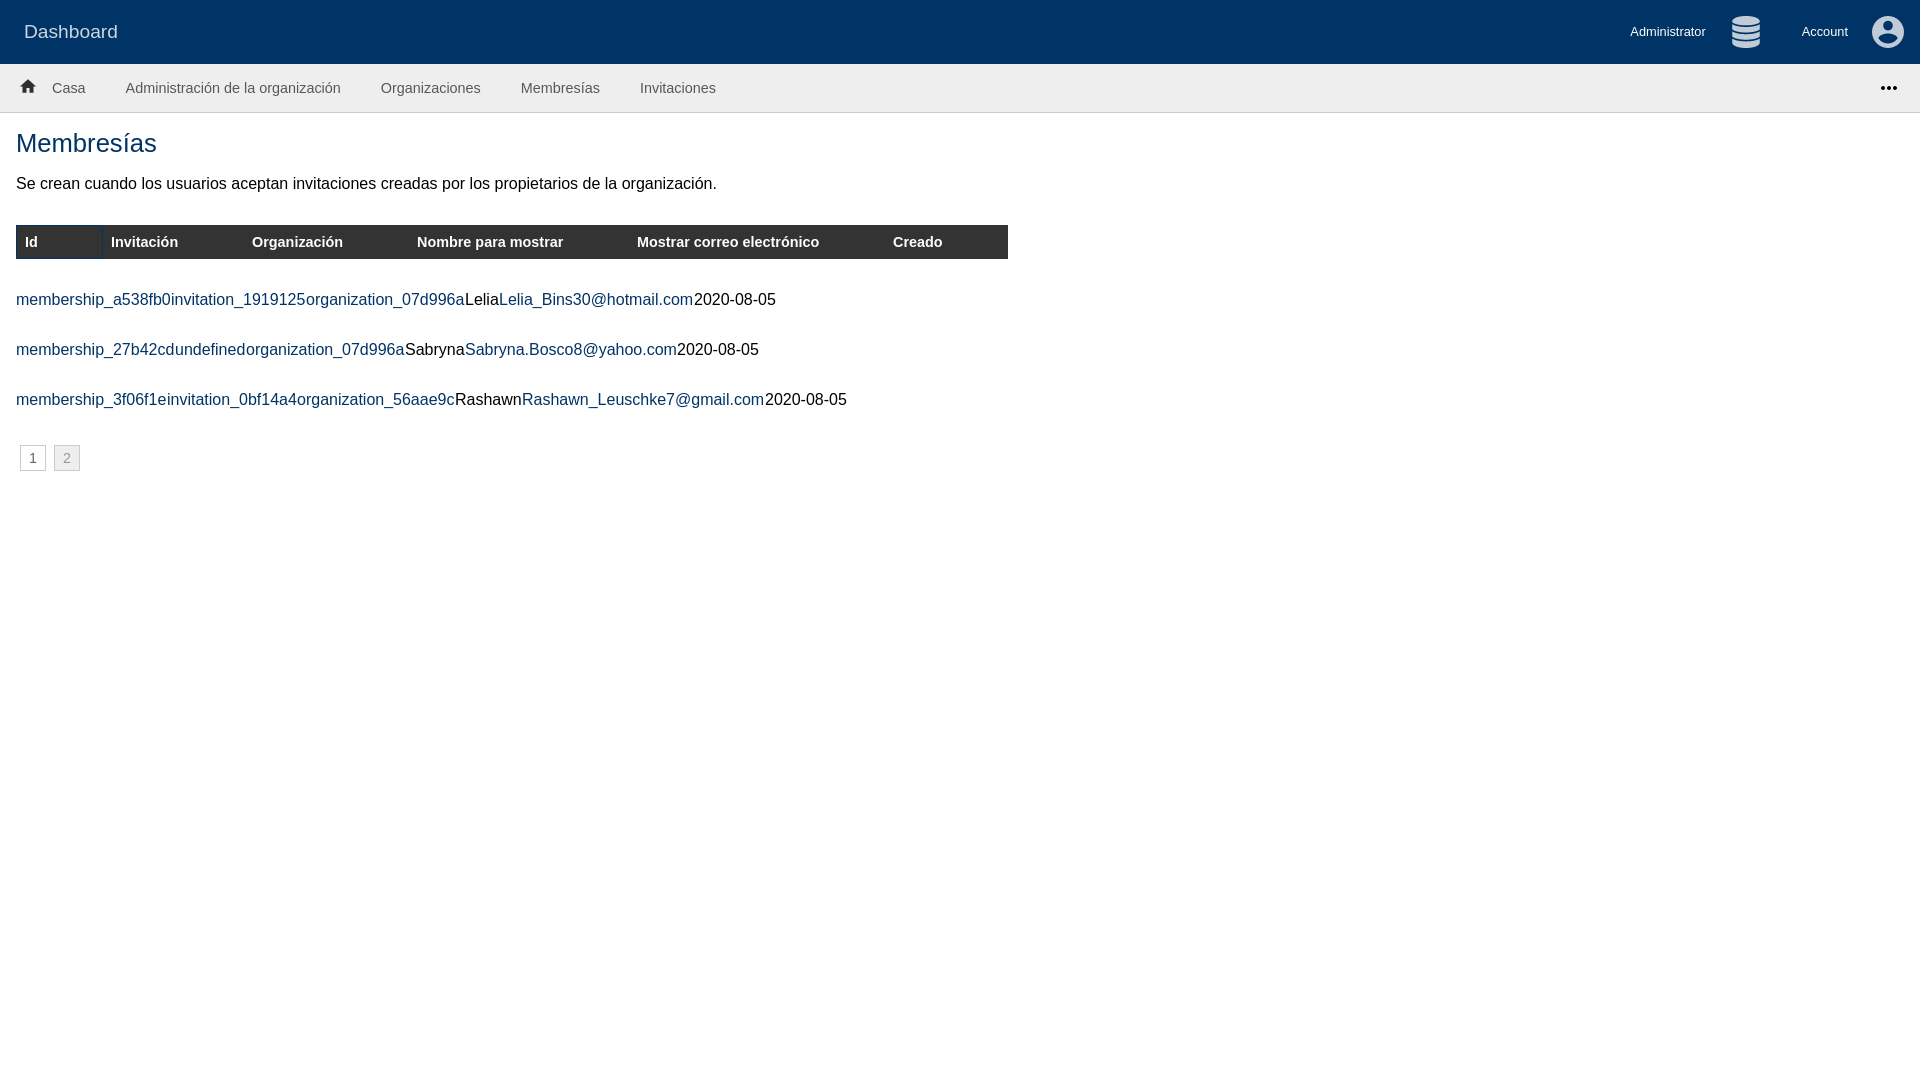 Dashboard Administrator Account
Casa Administración de la organización Organizaciones Membresías Invitaciones
Membresías
Se crean cuando los usuarios aceptan invitaciones creadas por los propietarios de la organización.
Id Invitación Organización Nombre para mostrar Mostrar correo electrónico Creado
membership_a538fb0invitation_1919125organization_07d996aLeliaLelia_Bins30@hotmail.com2020-08-05
membership_27b42cdundefinedorganization_07d996aSabrynaSabryna.Bosco8@yahoo.com2020-08-05
membership_3f06f1einvitation_0bf14a4organization_56aae9cRashawnRashawn_Leuschke7@gmail.com2020-08-05
1 2